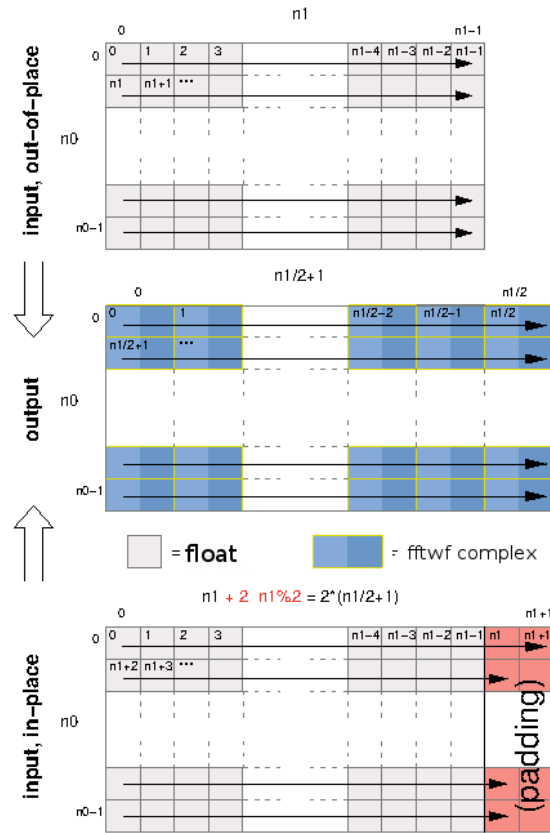 n1
0 n1-1
0 0 1 2 3 n1-4 n1-3 n1-2 n1-1
n1 n1+1 ...
n0
n0-1
input, out-of-place
n1/2+1
0 n1/2
0 0 1 n1/2-2 n1/2-1 n1/2
n1/2+1 ...
n0
n0-1
output
= float = fftwf complex
n1 + 2 n1%2 = 2*(n1/2+1)
0 n1+1
0 0 1 2 3 n1-4 n1-3 n1-2 n1-1 n1 n1+1
n1+2 n1+3 ...
n0
n0-1
(padding)
input, in-place